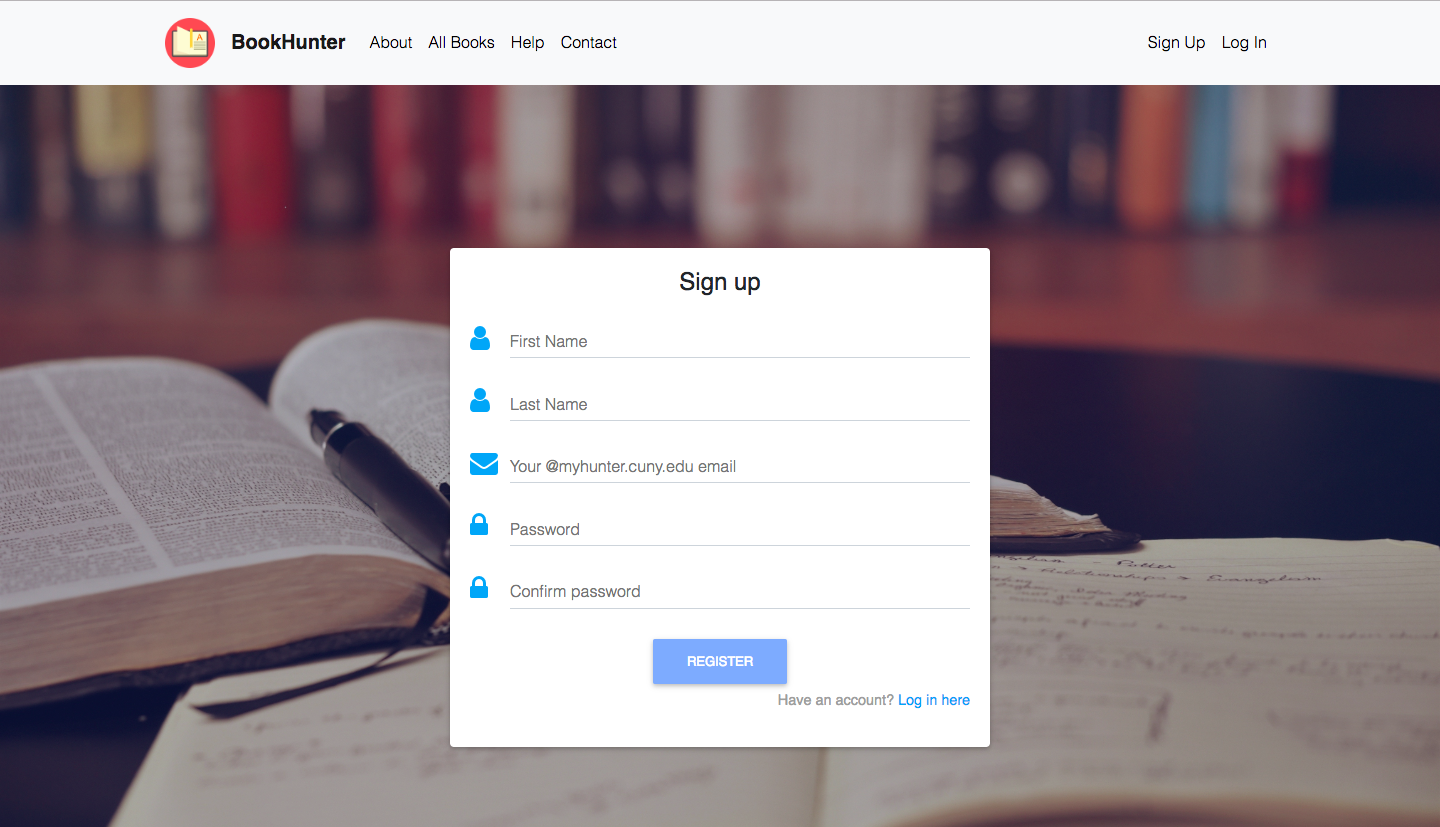 BookHunter About All Books Help Contact Sign Up Log In
Sign up
First Name
Last Name
Your @myhunter.cuny.edu email
Password
Confirm password
REGISTER
Have an account? Log in here